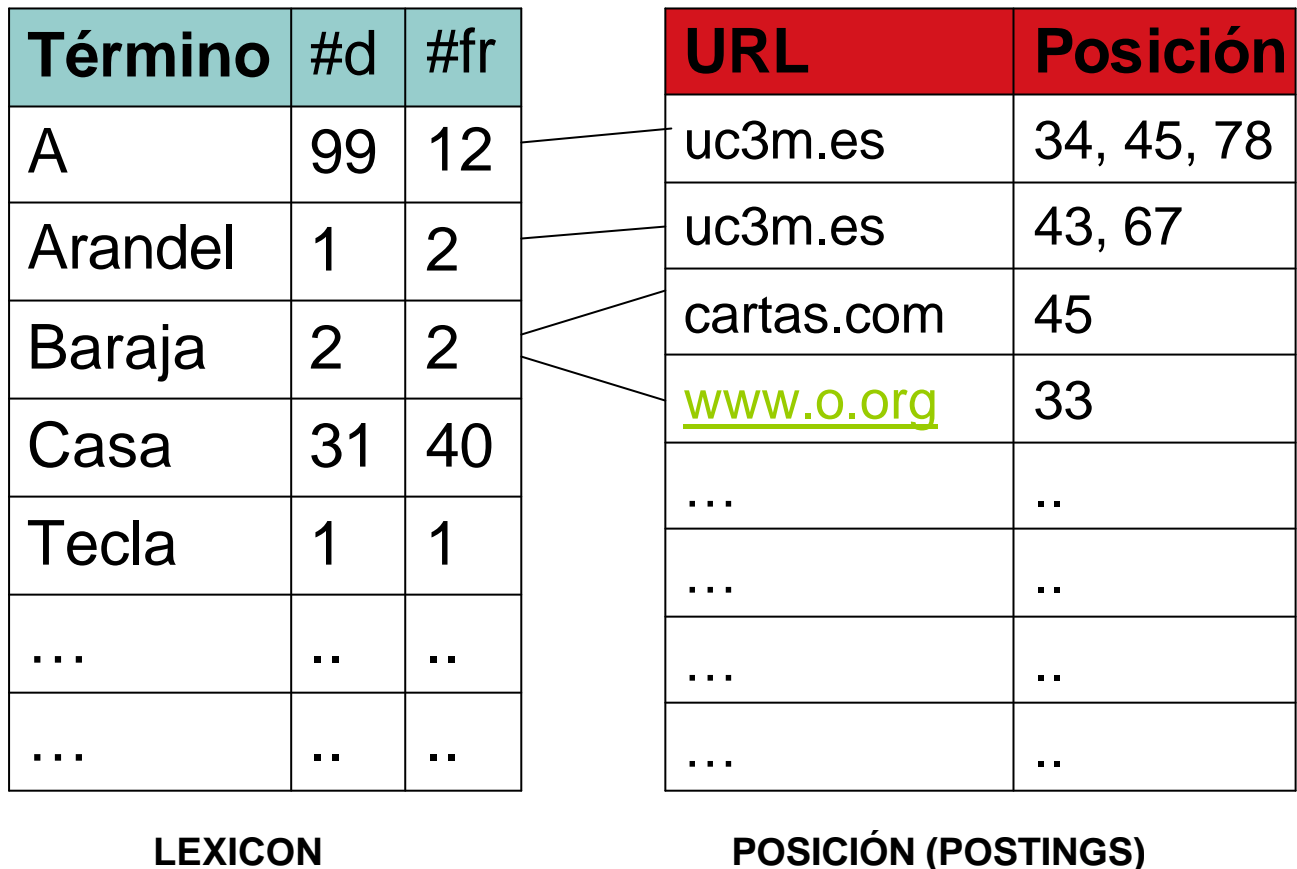 Término #d #fr
A 99 12
Arandel 1 2
Baraja 2 2
Casa 31 40
Tecla 1 1
… .. ..
… .. ..
LEXICON
URL Posición
uc3m.es 34, 45, 78
uc3m.es 43, 67
cartas.com 45
www.o.org 33
… ..
… ..
… ..
… ..
POSICIÓN (POSTINGS)